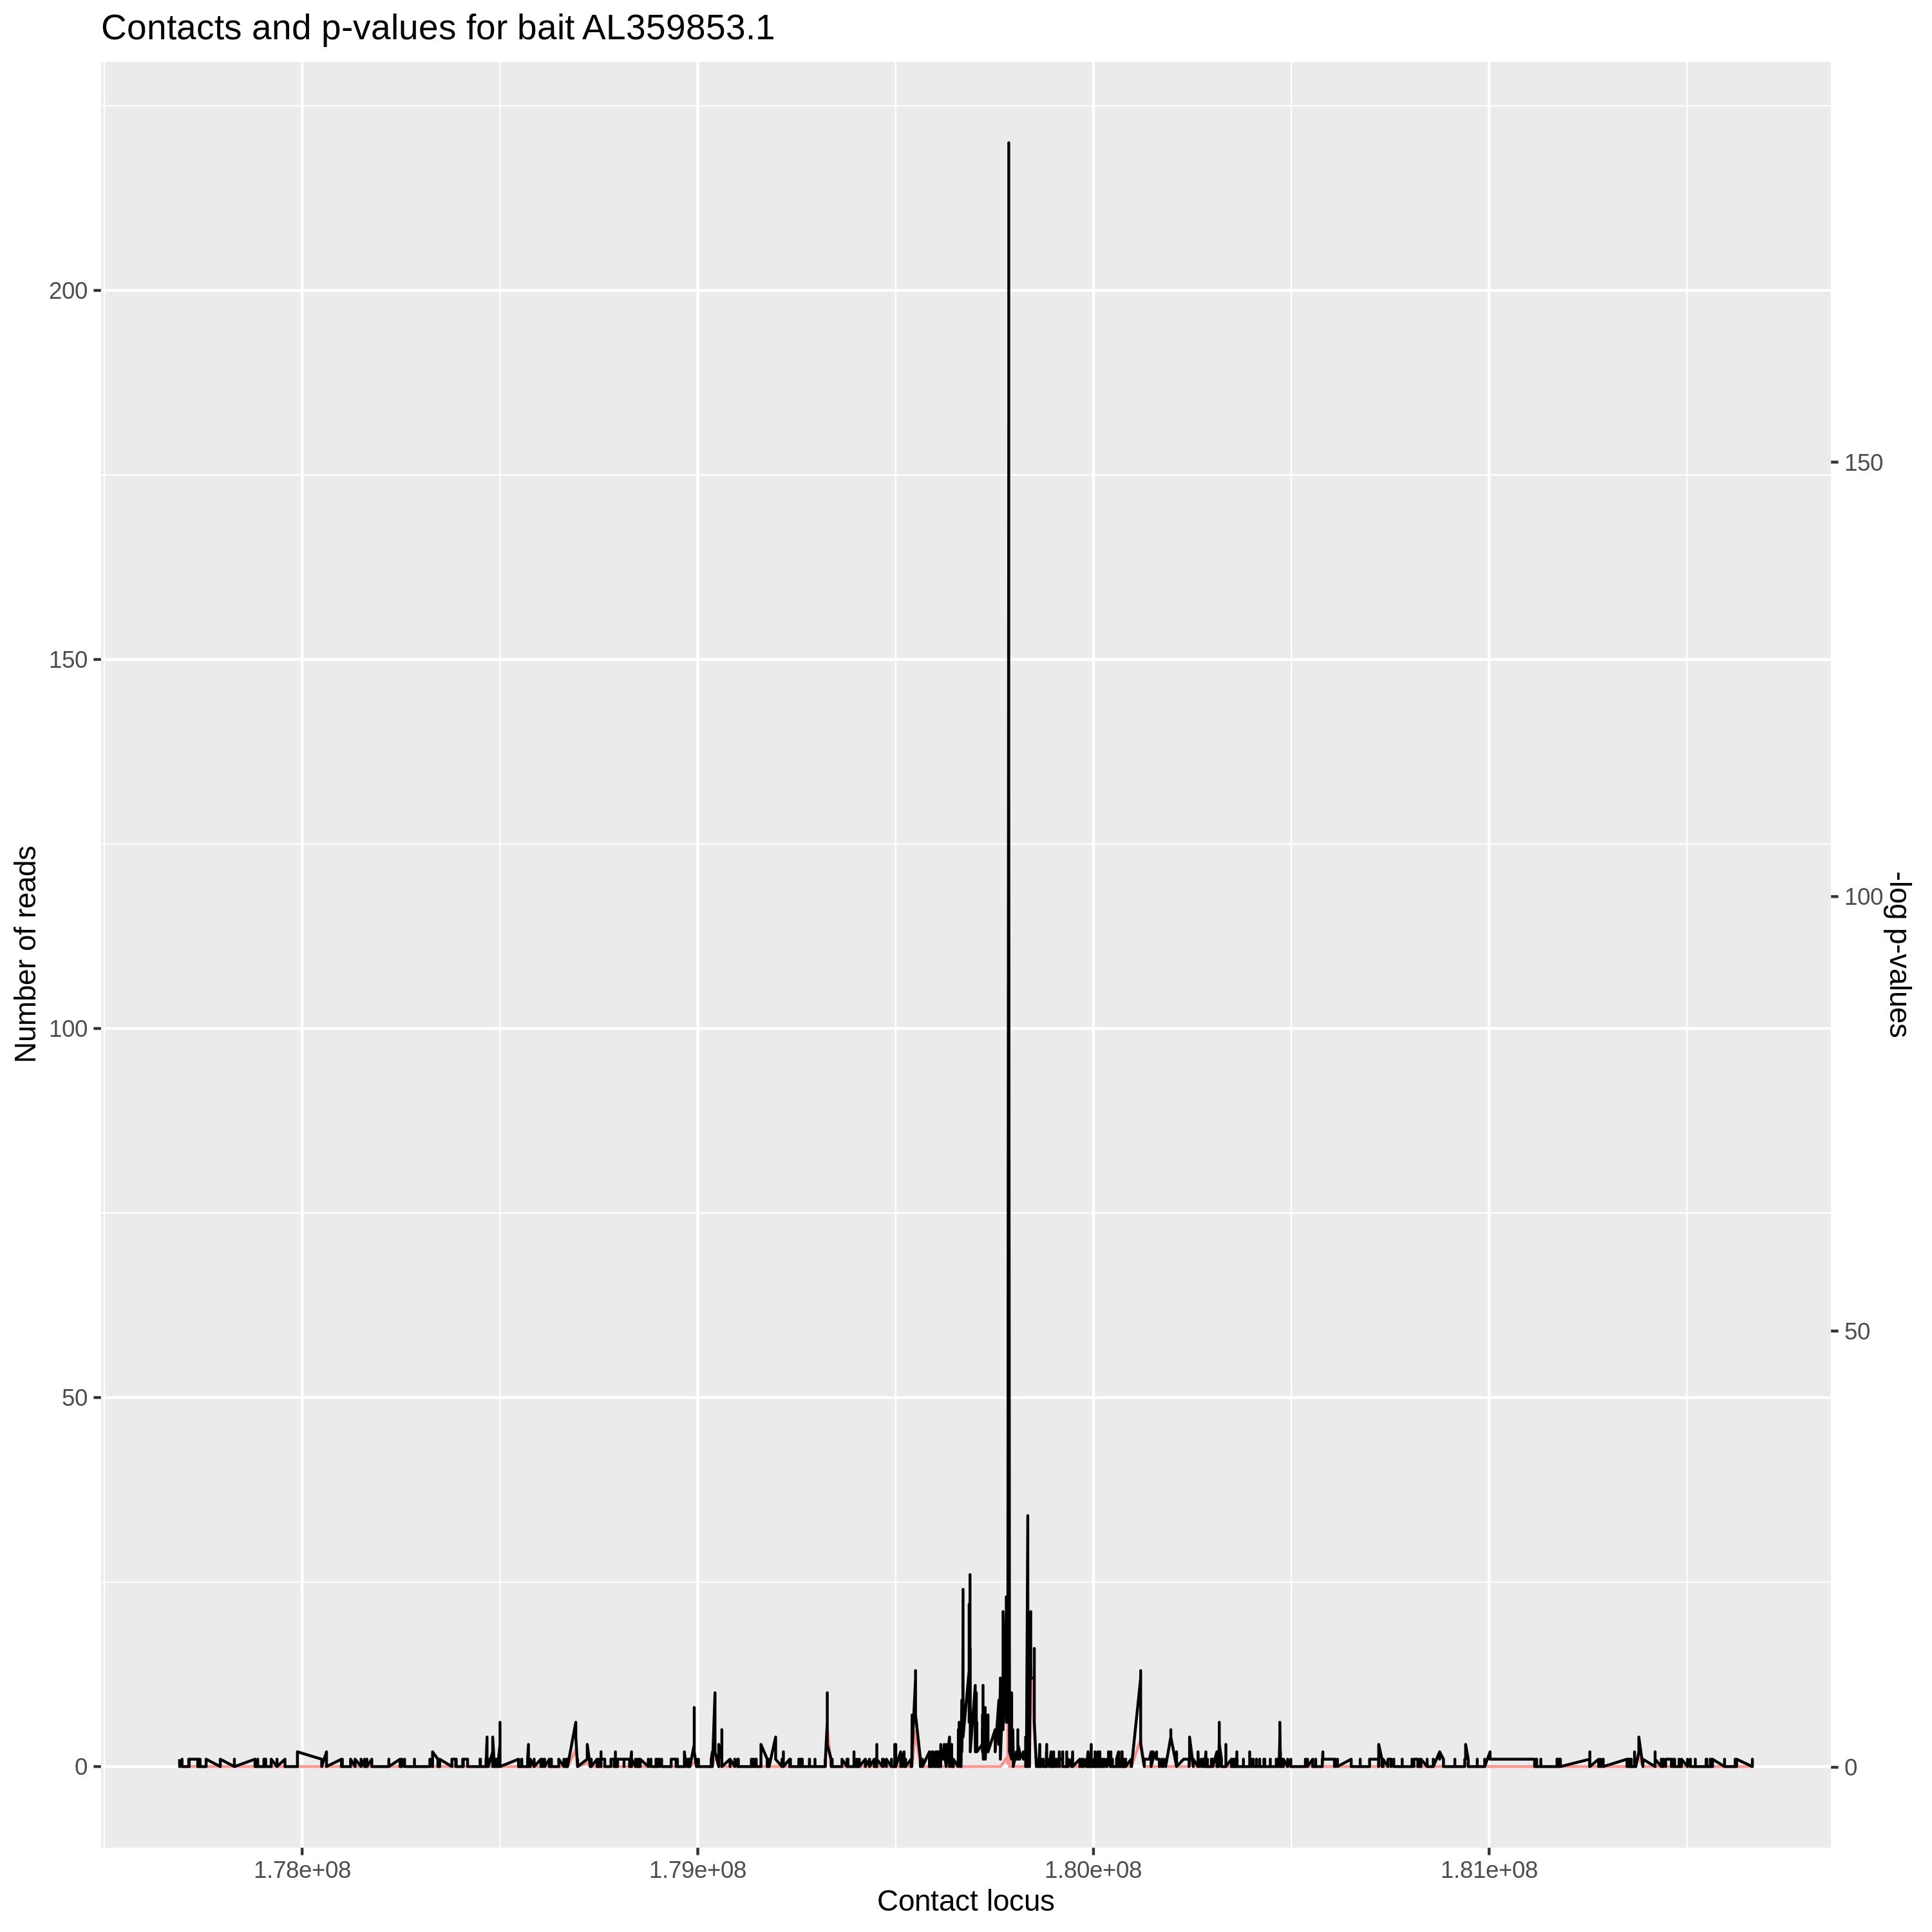 Contacts and p-values for bait AL359853.1
200
150
100
50
0
Number of reads
150
100
50
0
-log p-values
1.78e+08
1.79e+08
1.80e+08
1.81e+08
Contact locus